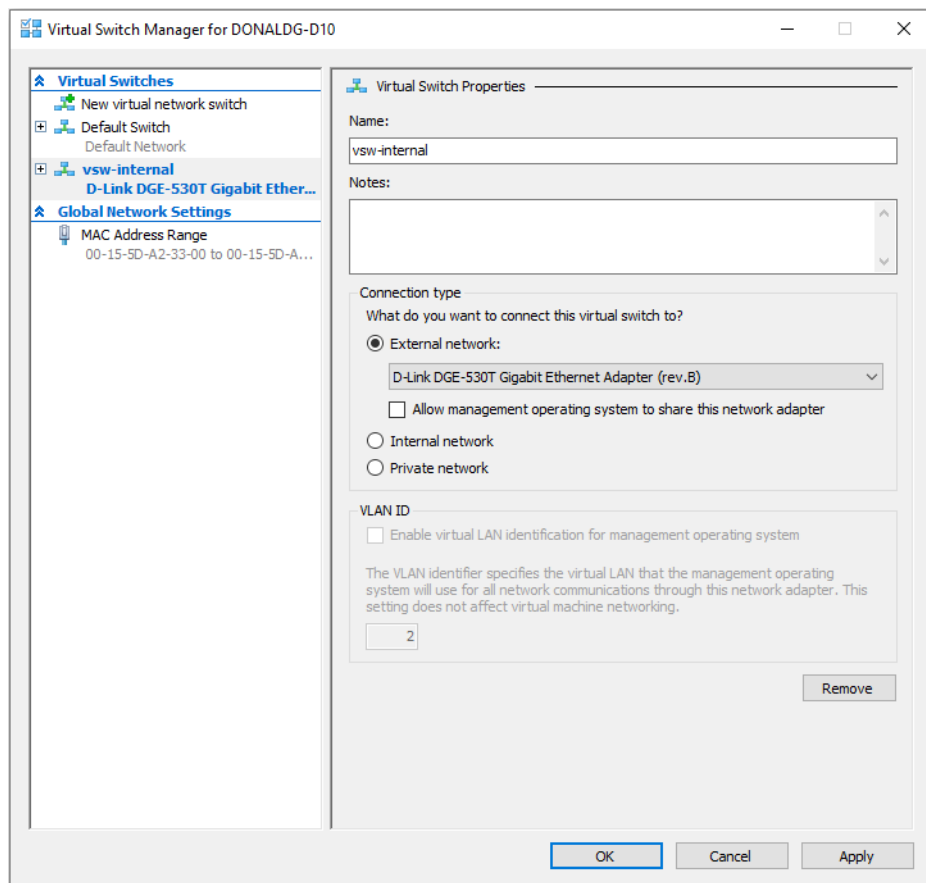 Virtual Switch Manager for DONALDG-D10
Virtual Switches
New virtual network switch
Default Switch
Default Network
vsw-internal
D-Link DGE-530T Gigabit Ether...
Global Network Settings
MAC Address Range
00-15-5D-A2-33-00 to 00-15-5D-A...
Virtual Switch Properties
Name:
vsw-internal
Notes:
Connection type
What do you want to connect this virtual switch to?
External network:
D-Link DGE-530T Gigabit Ethernet Adapter (rev.B)
Allow management operating system to share this network adapter
Internal network
Private network
VLAN ID
Enable virtual LAN identification for management operating system
The VLAN identifier specifies the virtual LAN that the management operating
system will use for all network communications through this network adapter. This
setting does not affect virtual machine networking.
2
Remove
OK
Cancel
Apply